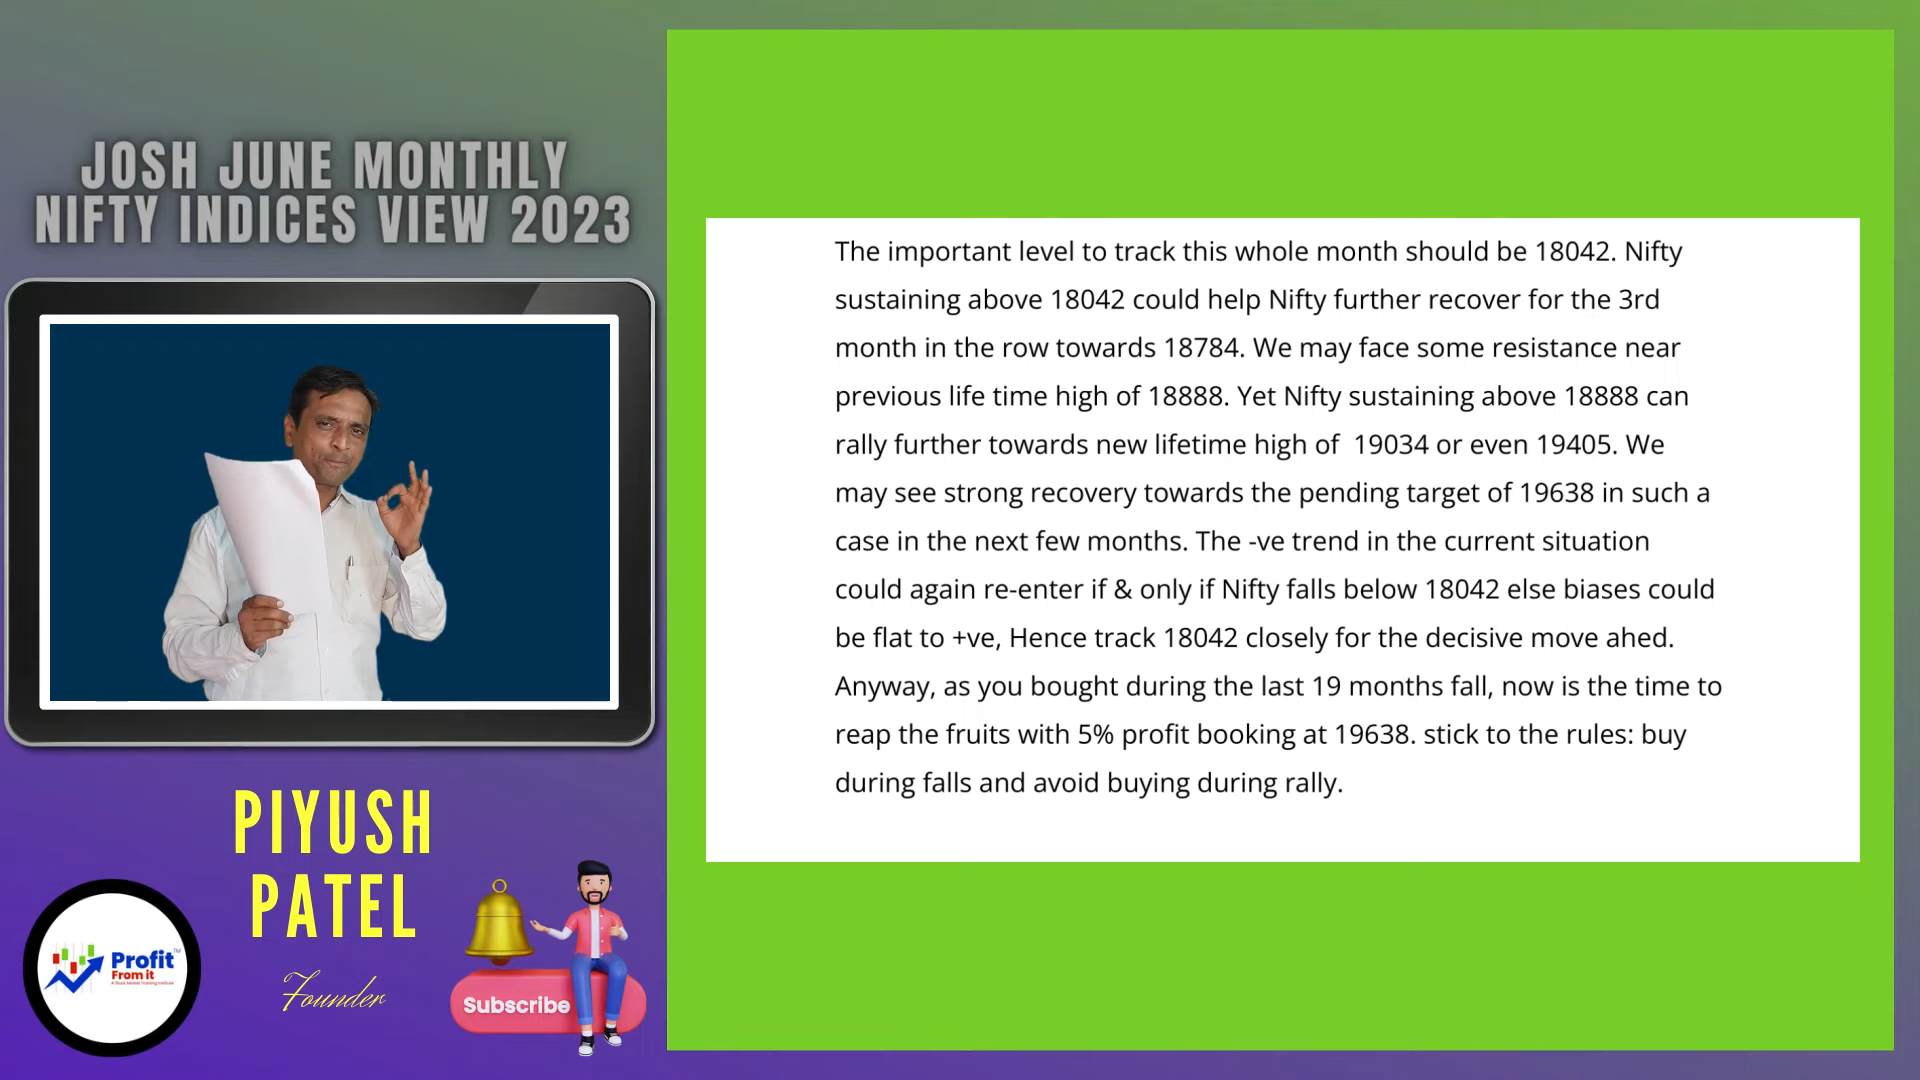 JOSH JUNE MONTHLY
NIFTY INDICES VIEW 2023
The important level to track this whole month should be 18042. Nifty
sustaining above 18042 could help Nifty further recover for the 3rd
month in the row towards 18784. We may face some resistance near
previous life time high of 18888. Yet Nifty sustaining above 18888 can
rally further towards new lifetime high of  19034 or even 19405. We
may see strong recovery towards the pending target of 19638 in such a
case in the next few months. The -ve trend in the current situation
could again re-enter if & only if Nifty falls below 18042 else biases could
be flat to +ve, Hence track 18042 closely for the decisive move ahed.
Anyway, as you bought during the last 19 months fall, now is the time to
reap the fruits with 5% profit booking at 19638. stick to the rules: buy
during falls and avoid buying during rally.
PIYUSH
PATEL
Founder
Profit™
From it
A Stock Market Training Institute
Subscribe